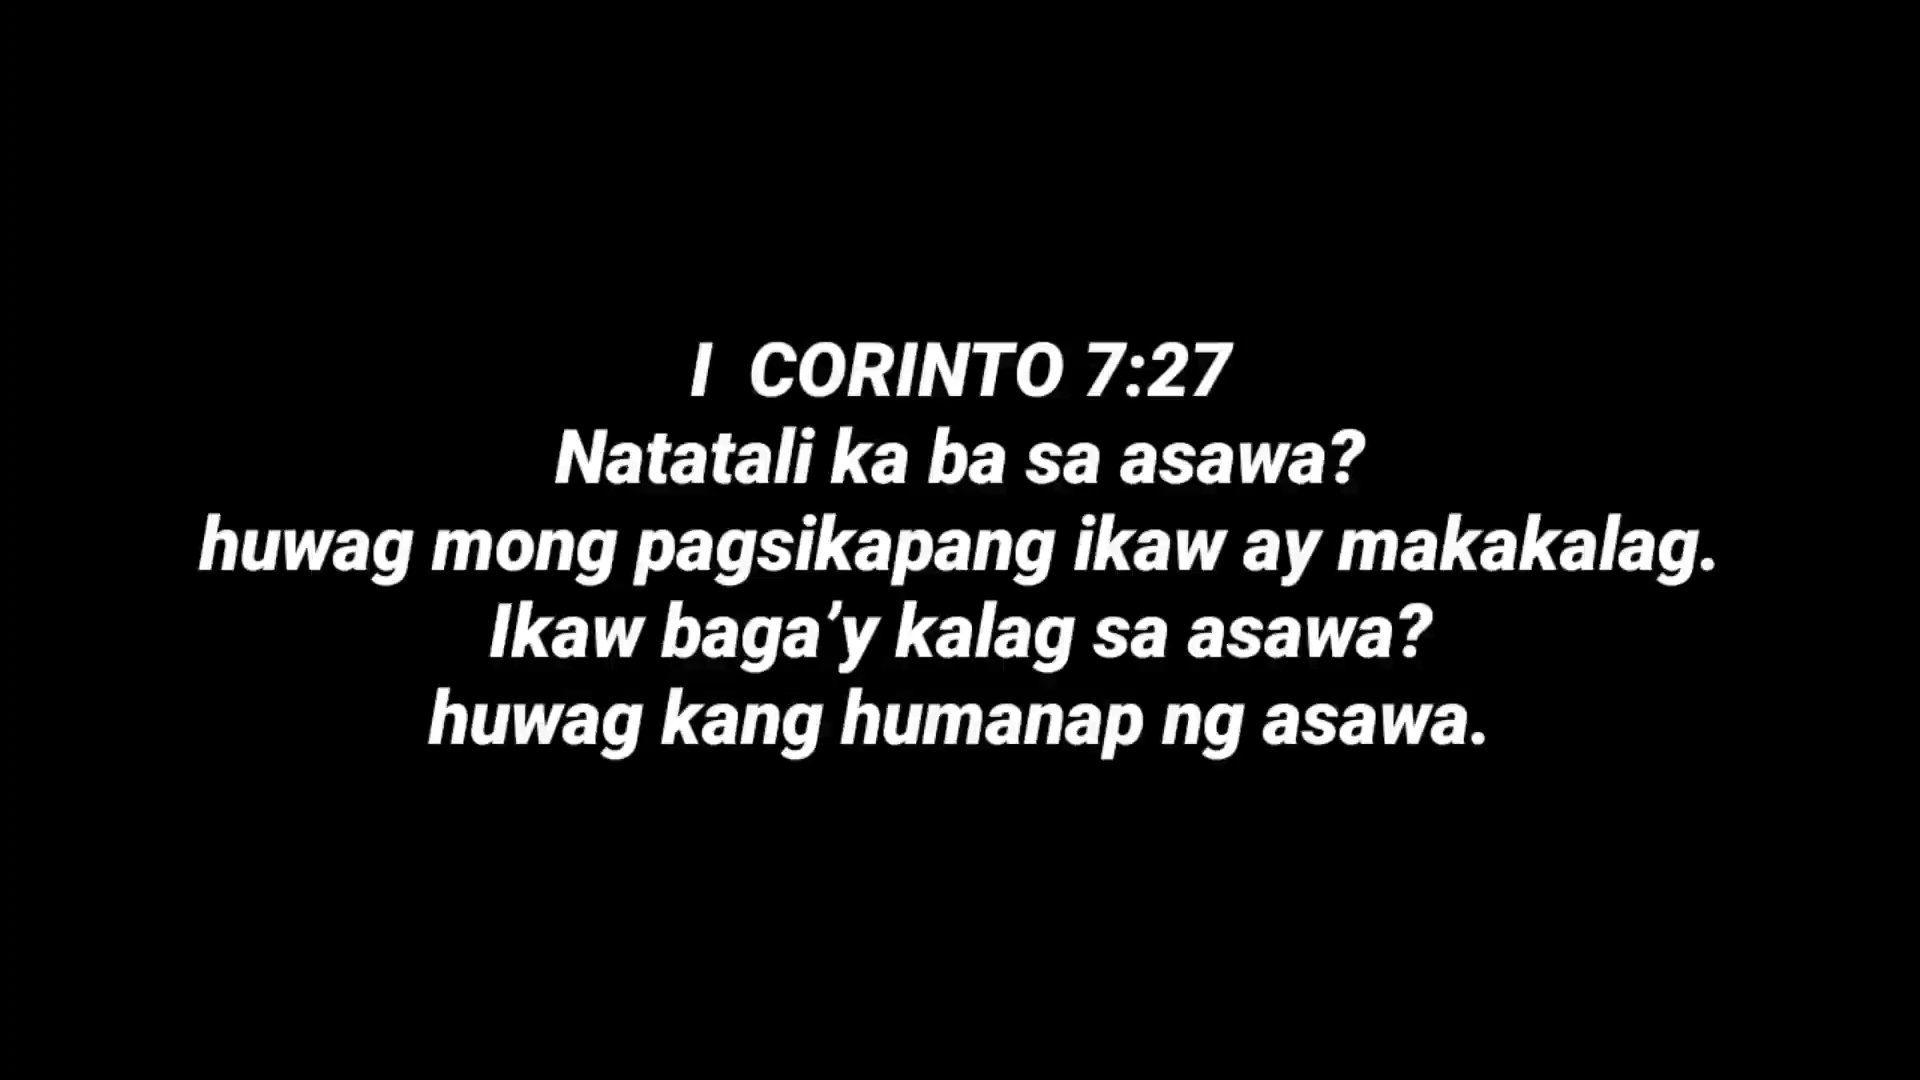 I CORINTO 7:27
Natatali ka ba sa asawa?
huwag mong pagsikapang ikaw ay makakalag.
Ikaw baga’y kalag sa asawa?
huwag kang humanap ng asawa.